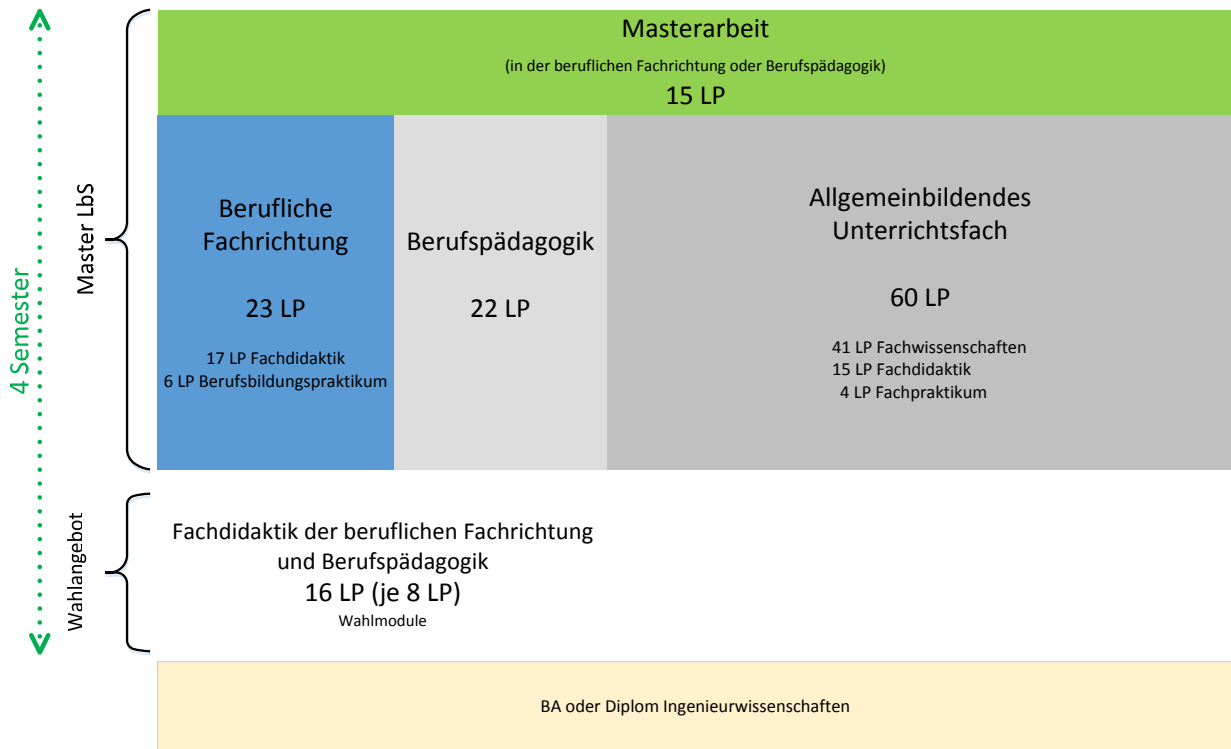 4 Semester
Master LbS
Masterarbeit
(in der beruflichen Fachrichtung oder Berufspädagogik)
15 LP
Berufliche
Fachrichtung
23 LP
17 LP Fachdidaktik
6 LP Berufsbildungspraktikum
Berufspädagogik
22 LP
Allgemeinbildendes
Unterrichtsfach
60 LP
41 LP Fachwissenschaften
15 LP Fachdidaktik
4 LP Fachpraktikum
Wahlangebot
Fachdidaktik der beruflichen Fachrichtung
und Berufspädagogik
16 LP (je 8 LP)
Wahlmodule
BA oder Diplom Ingenieurwissenschaften